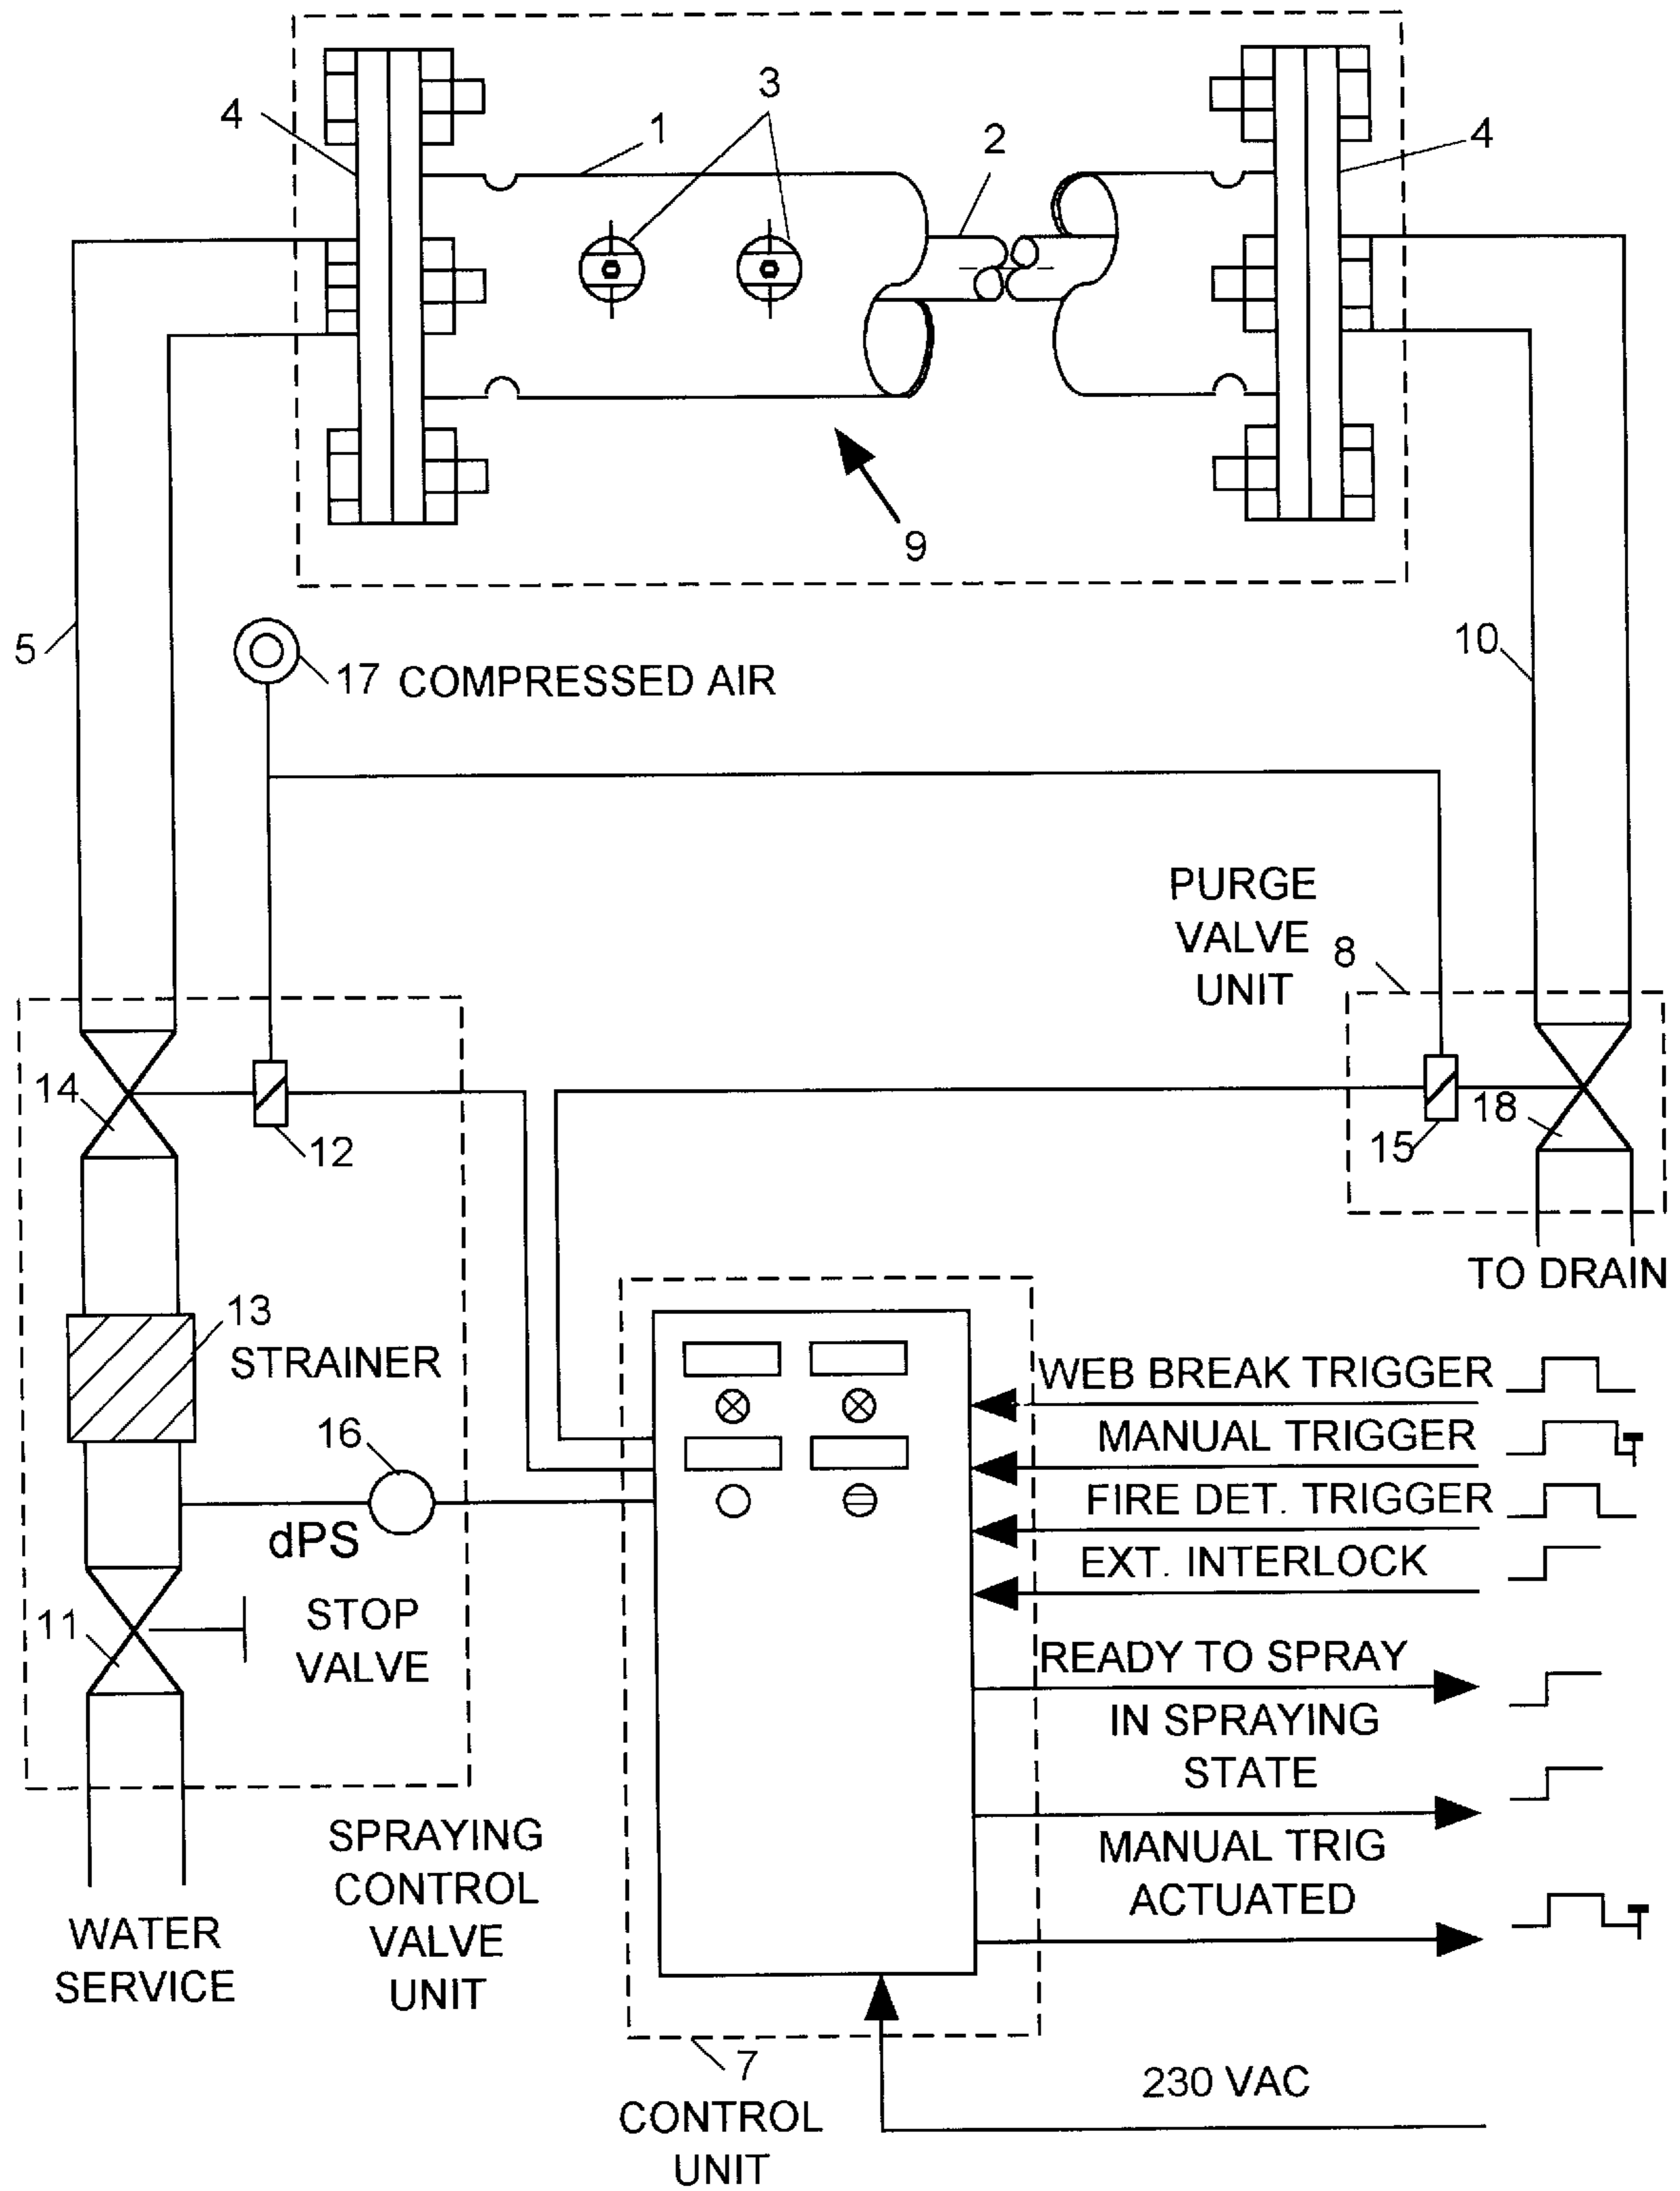 3
4
1
2
4
9
5
17 COMPRESSED AIR
10
PURGE
VALVE
UNIT
8
14
12
18
15
TO DRAIN
13
STRAINER
WEB BREAK TRIGGER
16
MANUAL TRIGGER
FIRE DET. TRIGGER
dPS
EXT. INTERLOCK
11
STOP
VALVE
READY TO SPRAY
IN SPRAYING
STATE
SPRAYING
CONTROL
VALVE
UNIT
MANUAL TRIG
ACTUATED
WATER
SERVICE
7
CONTROL
UNIT
230 VAC